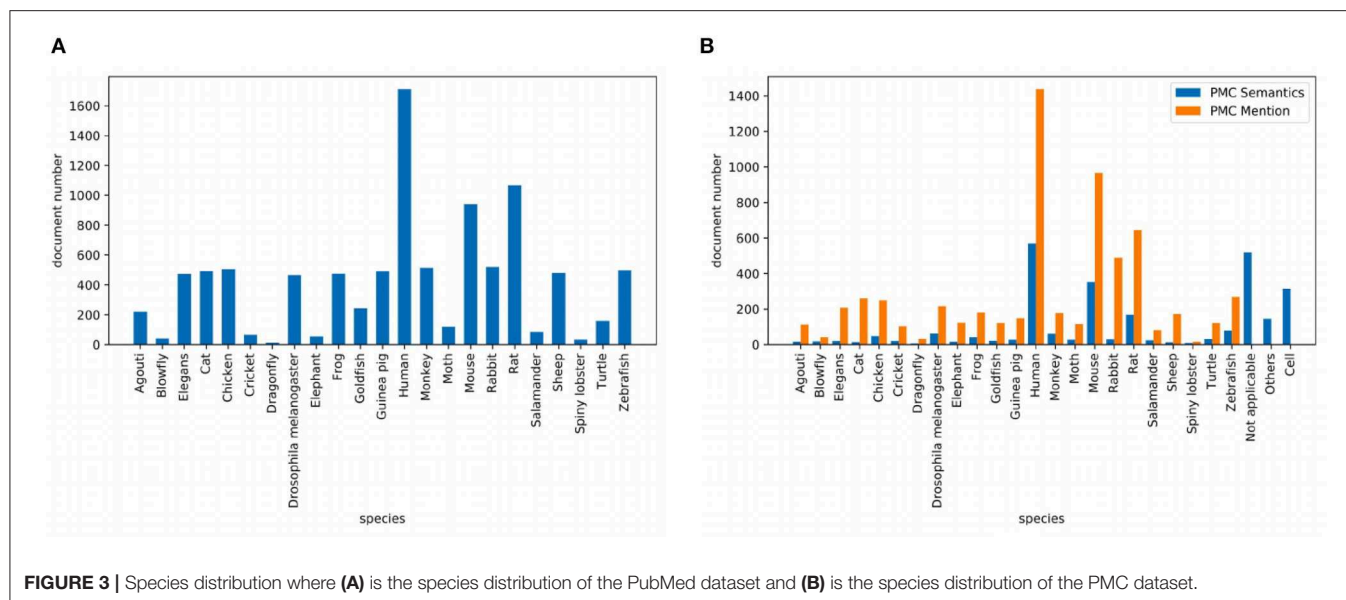 A
document number
1600
1400
1200
1000
800
600
400
200
0
Agouti
Blowfly
Elegans
Cat
Chicken
Cricket
Dragonfly
Drosophila melanogaster
Elephant
Frog
Goldfish
Guinea pig
Human
Monkey
Moth
Mouse
Rabbit
Rat
Salamander
Sheep
Spiny lobster
Turtle
Zebrafish
species
B
PMC Semantics
PMC Mention
document number
1400
1200
1000
800
600
400
200
0
Agouti
Blowfly
Elegans
Cat
Chicken
Cricket
Dragonfly
Drosophila melanogaster
Elephant
Frog
Goldfish
Guinea pig
Human
Monkey
Moth
Mouse
Rabbit
Rat
Salamander
Sheep
Spiny lobster
Turtle
Zebrafish
Not applicable
Others
Cell
species
FIGURE 3 | Species distribution where (A) is the species distribution of the PubMed dataset and (B) is the species distribution of the PMC dataset.